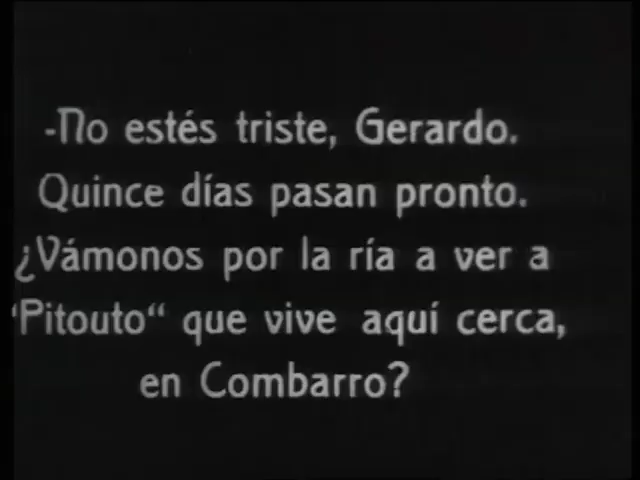 -No estés triste, Gerardo.
Quince días pasan pronto.
¿Vámonos por la ría a ver a
"Pitouto“ que vive aquí cerca,
en Combarro?